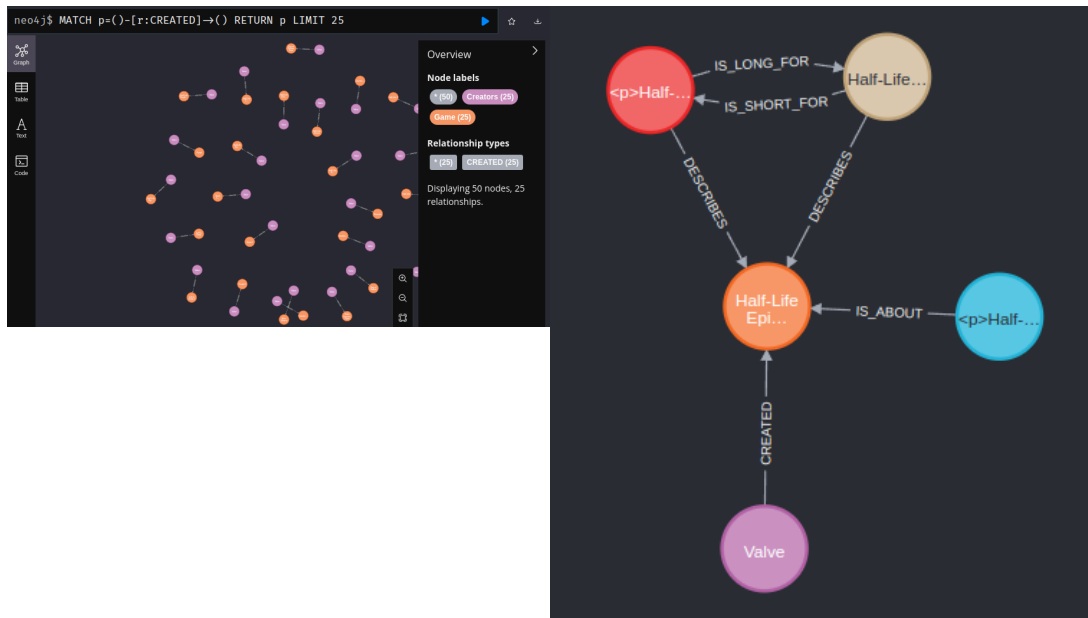 neo4j$ MATCH p=()-[r:CREATED]→() RETURN p LIMIT 25
Graph
Table
Text
Code
Overview
Node labels
* (50) Creators (25)
Game (25)
Relationship types
* (25) CREATED (25)
Displaying 50 nodes, 25
relationships.
<p>Half-...
IS_LONG_FOR
Half-Life...
IS_SHORT_FOR
DESCRIBES
DESCRIBES
Half-Life
Epi...
IS_ABOUT
<p>Half-...
CREATED
Valve